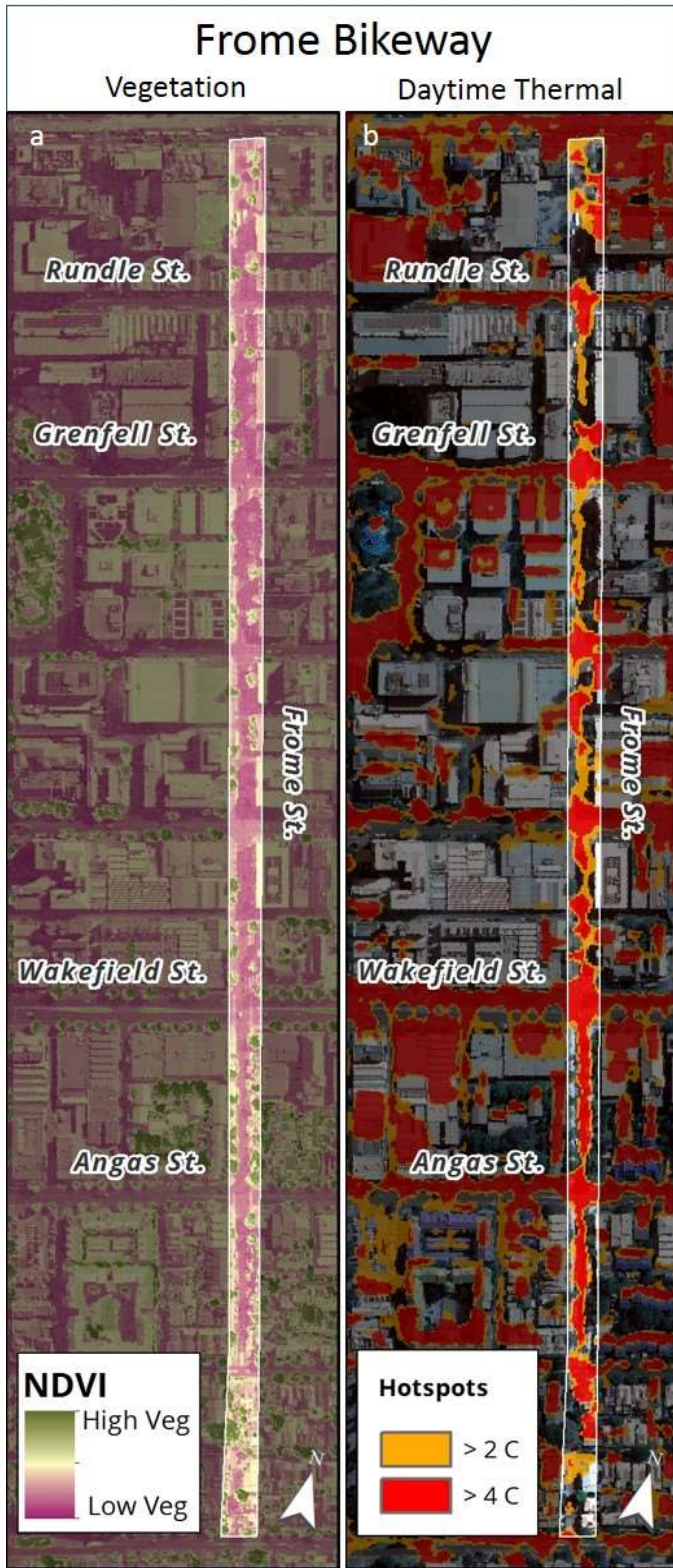 Frome Bikeway
Vegetation
Daytime Thermal
a
Rundle St.
Grenfell St.
Frome St.
Wakefield St.
Angas St.
NDVI
High Veg
Low Veg
N
b
Rundle St.
Grenfell St.
Frome St.
Wakefield St.
Angas St.
Hotspots
> 2 C
> 4 C
N